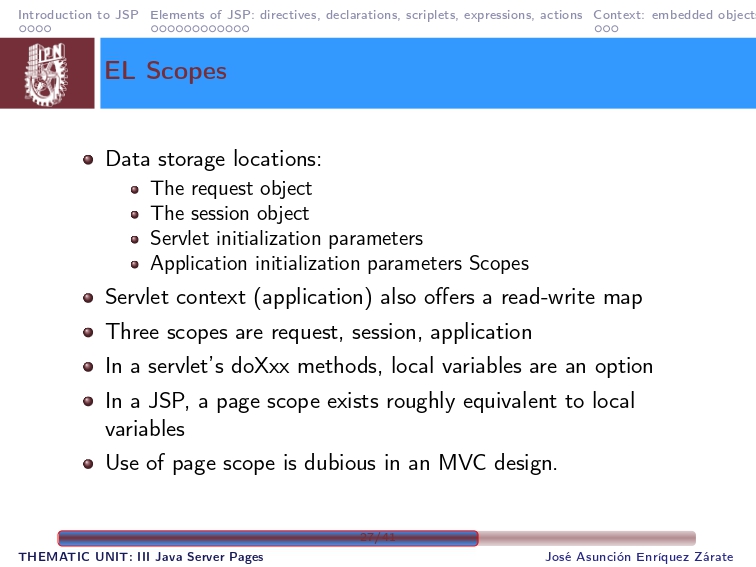 Introduction to JSP Elements of JSP: directives, declarations, scriplets, expressions, actions Context: embedded object
IPN
EL Scopes
Data storage locations:
The request object
The session object
Servlet initialization parameters
Application initialization parameters Scopes
Servlet context (application) also offers a read-write map
Three scopes are request, session, application
In a servlet's doXxx methods, local variables are an option
In a JSP, a page scope exists roughly equivalent to local
variables
Use of page scope is dubious in an MVC design.
27/41
THEMATIC UNIT: III Java Server Pages José Asunción Enríquez Zárate